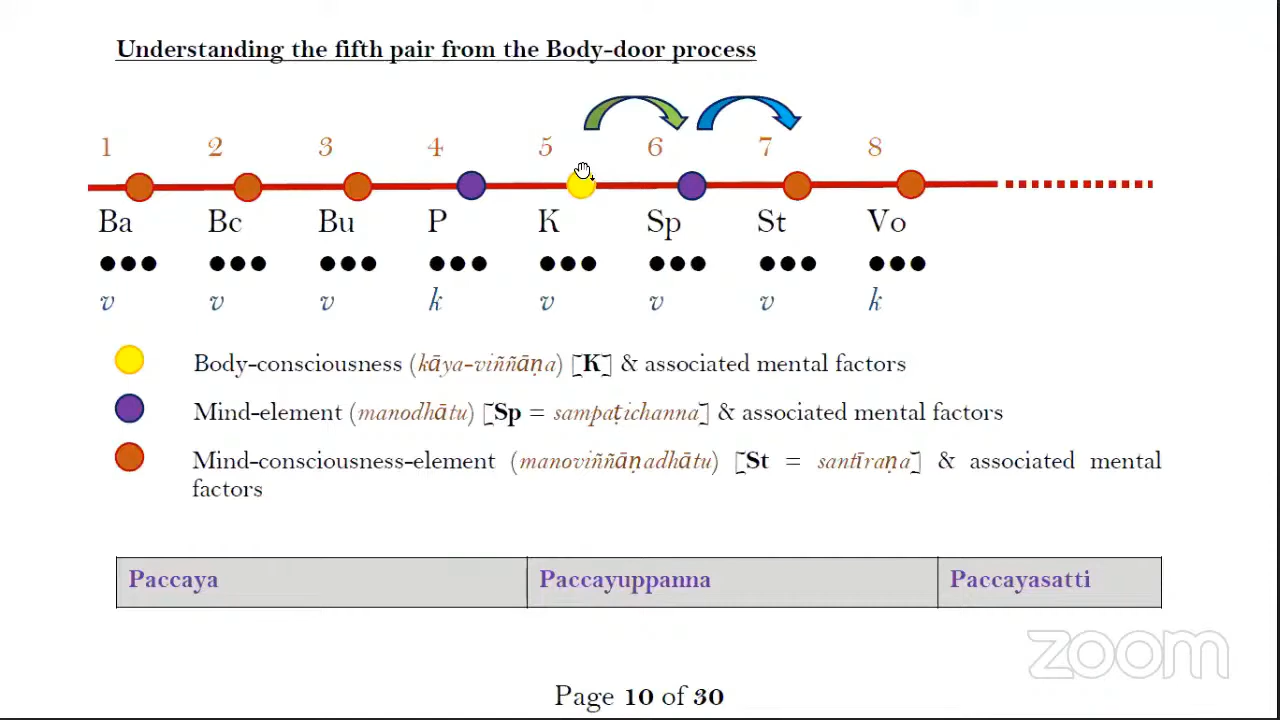 Understanding the fifth pair from the Body-door process
1 2 3 4 5 6 7 8
Ba Bc Bu P K Sp St Vo
v v v k v v v k
Body-consciousness (kāya-viññāṇa) [K] & associated mental factors
Mind-element (manodhātu) [Sp = sampaṭichanna] & associated mental factors
Mind-consciousness-element (manoviññāṇadhātu) [St = santīraṇa] & associated mental
factors
Paccaya Paccayuppanna Paccayasatti
zoom
Page 10 of 30